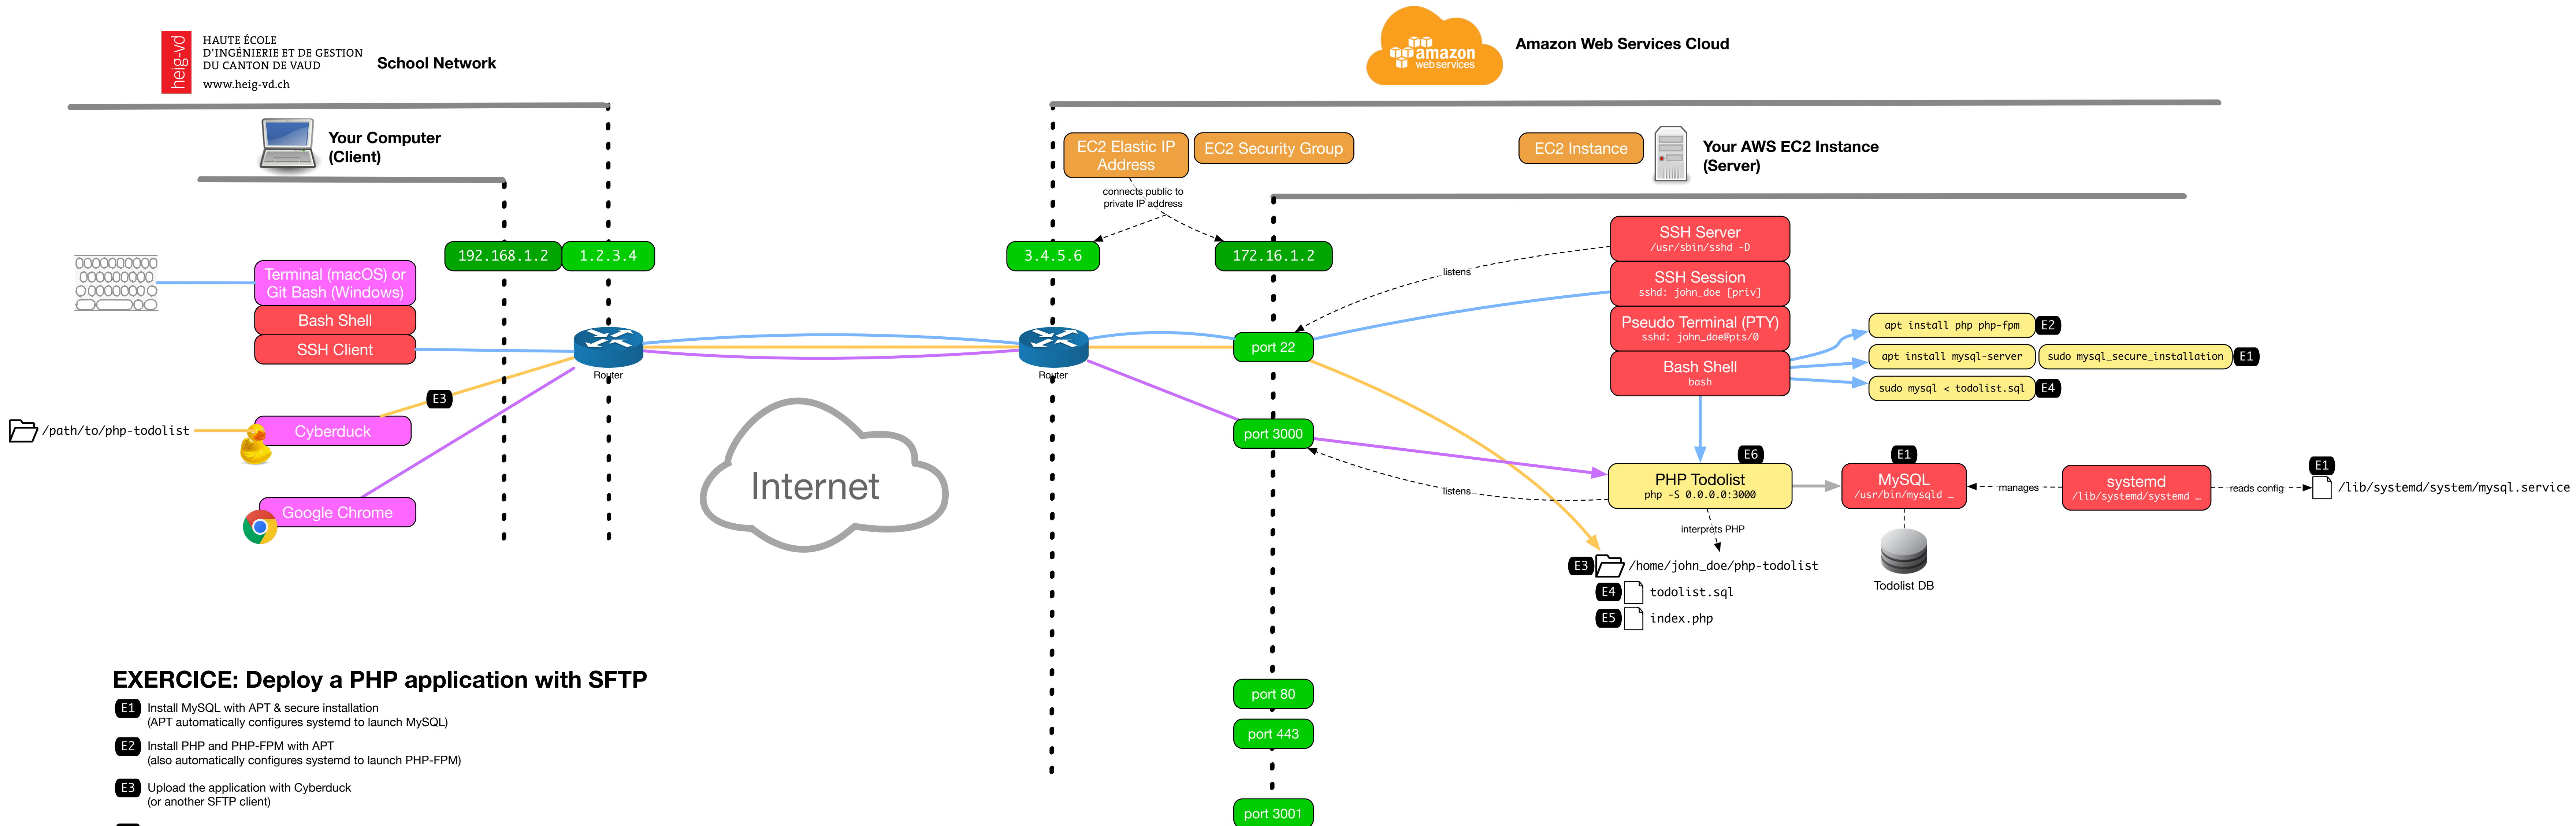 heig-vd
HAUTE ÉCOLE
D'INGÉNIERIE ET DE GESTION
DU CANTON DE VAUD
www.heig-vd.ch
School Network
amazon
webservices
Amazon Web Services Cloud
Your Computer
(Client)
EC2 Elastic IP
Address
EC2 Security Group
EC2 Instance
Your AWS EC2 Instance
(Server)
connects public to
private IP address
192.168.1.2
1.2.3.4
3.4.5.6
172.16.1.2
Terminal (macOS) or
Git Bash (Windows)
Bash Shell
SSH Client
Router
Router
listens
SSH Server
/usr/sbin/sshd -D
SSH Session
sshd: john_doe [priv]
Pseudo Terminal (PTY)
sshd: john_doe@pts/0
Bash Shell
bash
port 22
apt install php php-fpm
E2
apt install mysql-server
sudo mysql_secure_installation
E1
sudo mysql < todolist.sql
E4
E3
/path/to/php-todolist
Cyberduck
Google Chrome
Internet
port 3000
listens
E6
PHP Todolist
php -S 0.0.0.0:3000
E1
MySQL
/usr/bin/mysqld …
manages
systemd
/lib/systemd/systemd …
reads config
E1
/lib/systemd/system/mysql.service
interprets PHP
Todolist DB
E3
/home/john_doe/php-todolist
E4
todolist.sql
E5
index.php
EXERCICE: Deploy a PHP application with SFTP
E1 Install MySQL with APT & secure installation
(APT automatically configures systemd to launch MySQL)
E2 Install PHP and PHP-FPM with APT
(also automatically configures systemd to launch PHP-FPM)
E3 Upload the application with Cyberduck
(or another SFTP client)
port 80
port 443
port 3001